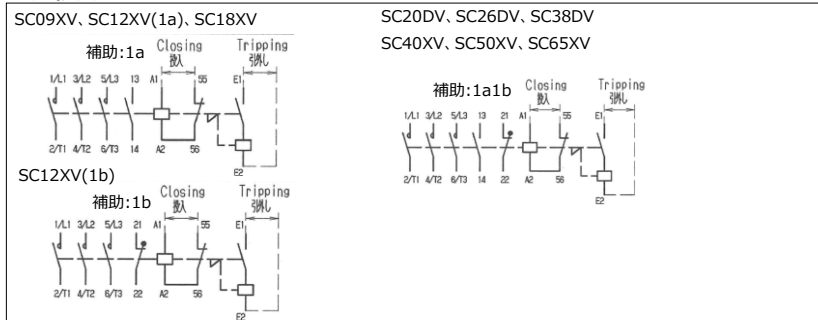 SC09XV、SC12XV(1a)、SC18XV
補助:1a
Closing Tripping
投入 引外し
1/L1 3/L2 5/L3 13 A1 55 E1
2/T1 4/T2 6/T3 14 A2 56
E2
SC12XV(1b)
補助:1b
Closing Tripping
投入 引外し
1/L1 3/L2 5/L3 21 A1 55 E1
2/T1 4/T2 6/T3 22 A2 56
E2
SC20DV、SC26DV、SC38DV
SC40XV、SC50XV、SC65XV
補助:1a1b
Closing Tripping
投入 引外し
1/L1 3/L2 5/L3 13 21 A1 55 E1
2/T1 4/T2 6/T3 14 22 A2 56
E2